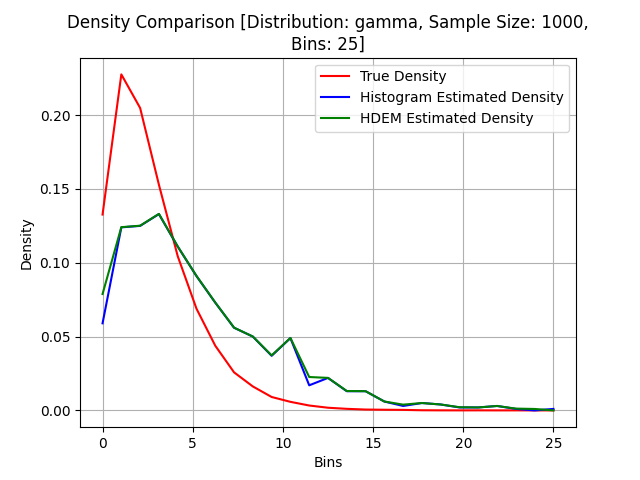 Density Comparison [Distribution: gamma, Sample Size: 1000,
Bins: 25]
True Density
Histogram Estimated Density
HDEM Estimated Density
Density
0.20
0.15
0.10
0.05
0.00
0 5 10 15 20 25
Bins